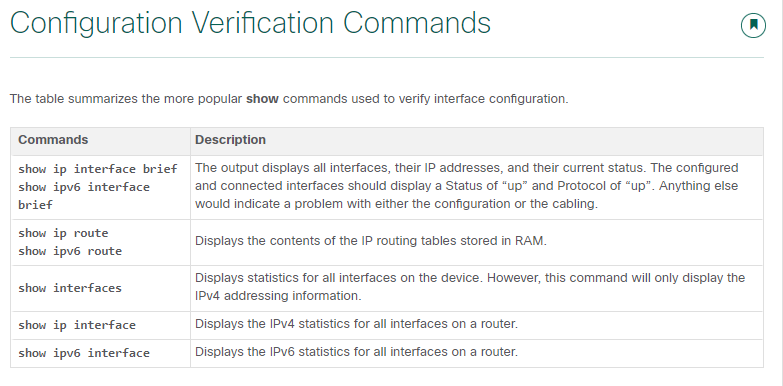 Configuration Verification Commands
The table summarizes the more popular show commands used to verify interface configuration.
Commands
Description
show ip interface brief
show ipv6 interface
brief
The output displays all interfaces, their IP addresses, and their current status. The configured
and connected interfaces should display a Status of “up” and Protocol of “up”. Anything else
would indicate a problem with either the configuration or the cabling.
show ip route
show ipv6 route
Displays the contents of the IP routing tables stored in RAM.
show interfaces
Displays statistics for all interfaces on the device. However, this command will only display the
IPv4 addressing information.
show ip interface
Displays the IPv4 statistics for all interfaces on a router.
show ipv6 interface
Displays the IPv6 statistics for all interfaces on a router.